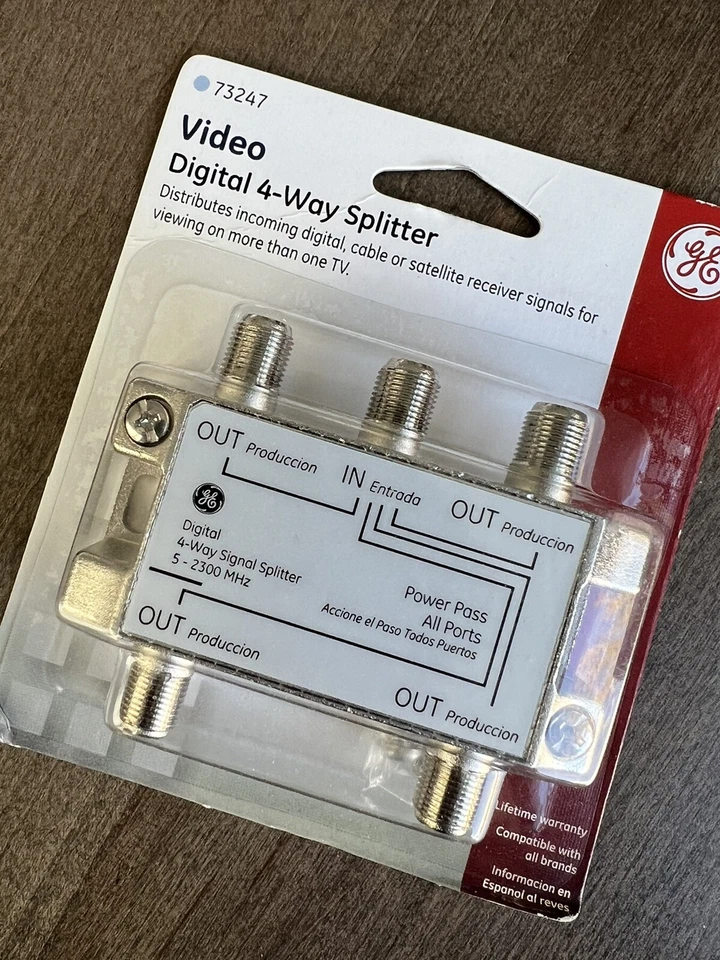 73247
Video
Digital 4-Way Splitter
Distributes incoming digital, cable or satellite receiver signals for
viewing on more than one TV.
GE
OUT Produccion
IN Entrada
OUT Produccion
GE
Digital
4-Way Signal Splitter
5 - 2300 MHz
Power Pass
All Ports
Accione el Paso Todos Puertos
OUT Produccion
OUT Produccion
Lifetime warranty
Compatible with
all brands
Informacion en
Espanol al reves